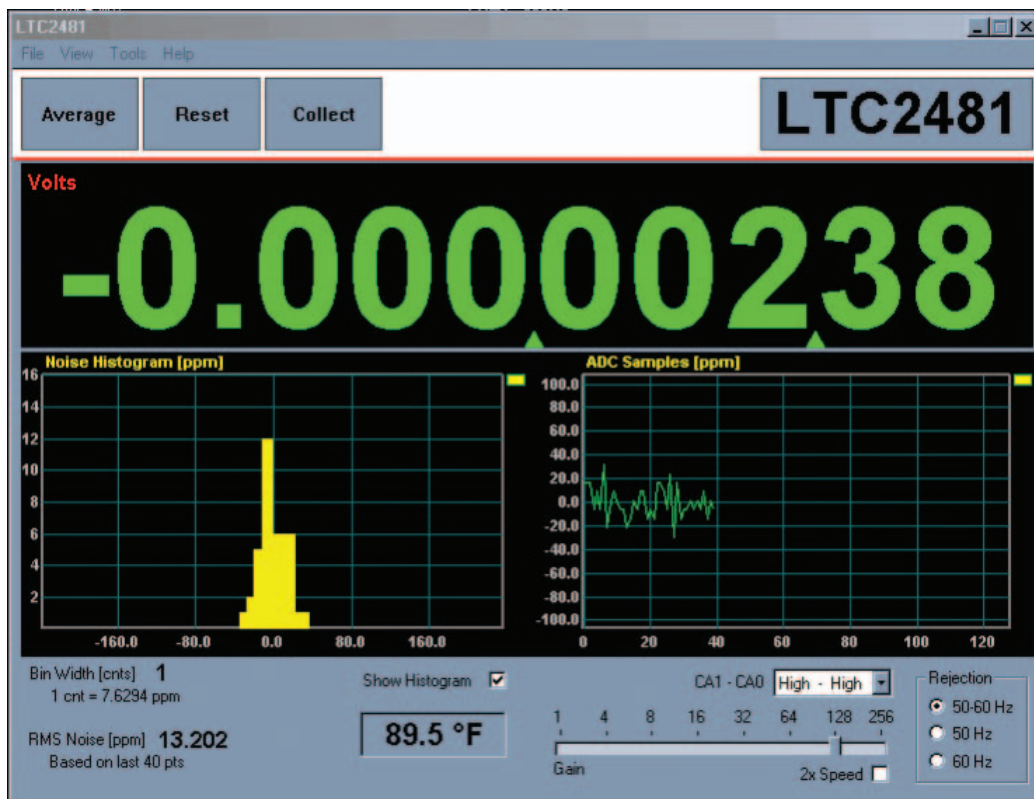 LTC2481
File View Tools Help
Average Reset Collect LTC2481
Volts
-0.00000238
Noise Histogram [ppm]
16
14
12
10
8
6
4
2
-160.0 -80.0 0.0 80.0 160.0
ADC Samples [ppm]
100.0
80.0
60.0
40.0
20.0
0.0
-20.0
-40.0
-60.0
-80.0
-100.0
0 20 40 60 80 100 120
Bin Width [cnts] 1
1 cnt = 7.6294 ppm
RMS Noise [ppm] 13.202
Based on last 40 pts
Show Histogram
89.5 °F
CA1 - CA0 High - High
1 4 8 16 32 64 128 256
Gain
2x Speed
Rejection
50-60 Hz
50 Hz
60 Hz